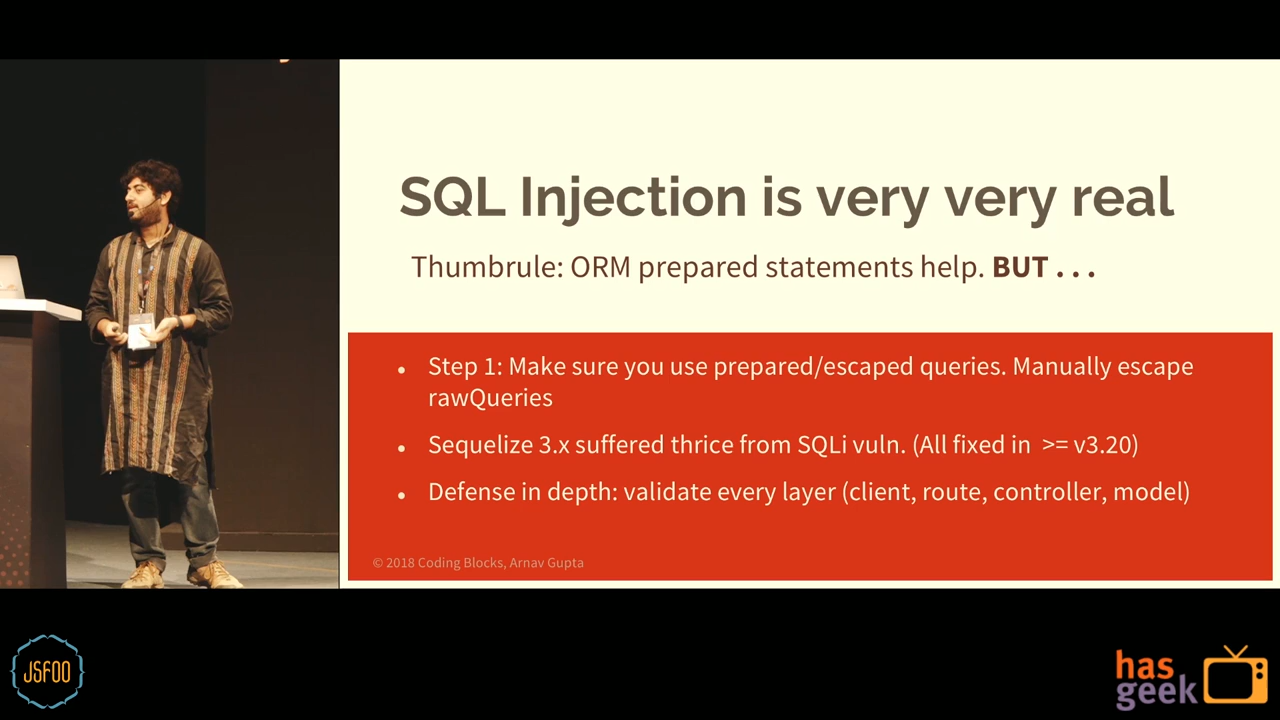 SQL Injection is very very real
Thumbrule: ORM prepared statements help. BUT . . .
• Step 1: Make sure you use prepared/escaped queries. Manually escape
rawQueries
• Sequelize 3.x suffered thrice from SQLi vuln. (All fixed in >= v3.20)
• Defense in depth: validate every layer (client, route, controller, model)
© 2018 Coding Blocks, Arnav Gupta
JSFOO
has
geek